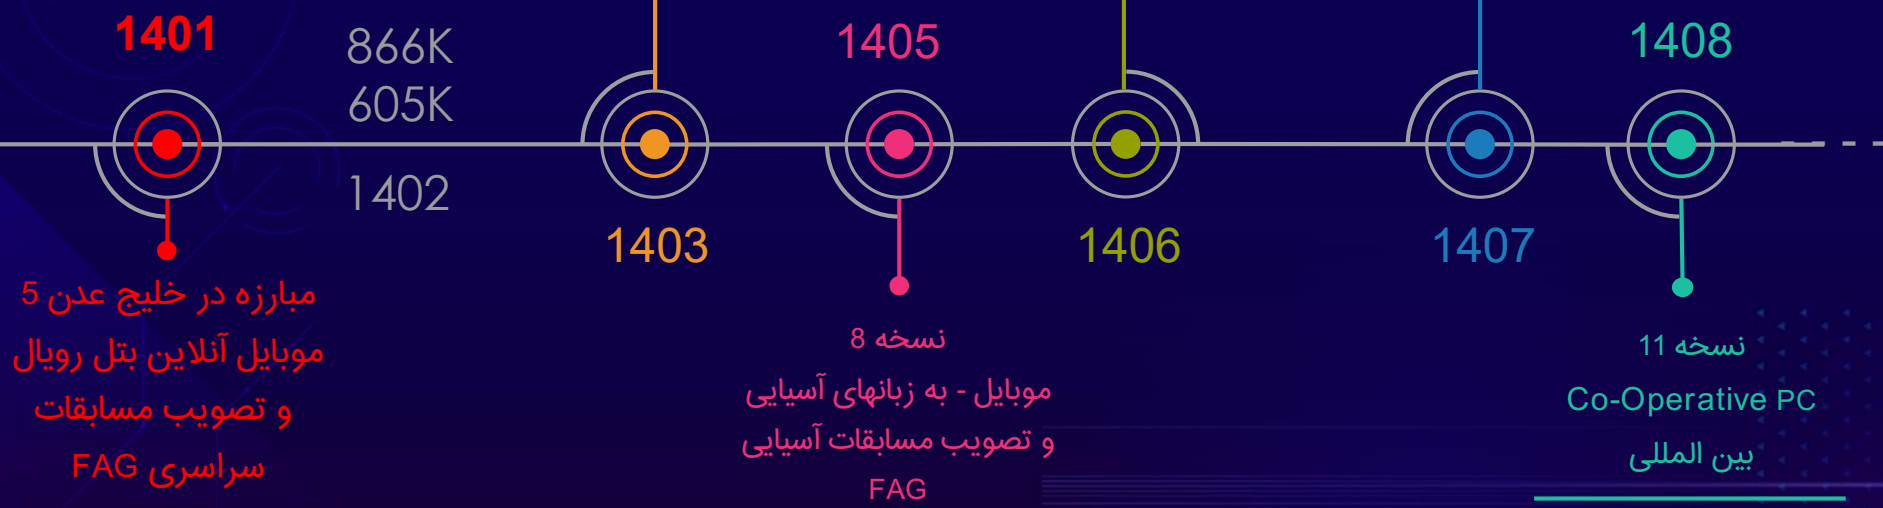 1401
866K
605K
1402
1403
1405
1406
1407
1408
مبارزه در خلیج عدن 5
موبایل آنلاین بتل رویال
و تصویب مسابقات
سراسری FAG
نسخه 8
موبایل - به زبانهای آسیایی
و تصویب مسابقات آسیایی
FAG
نسخه 11
Co-Operative PC
بین المللی